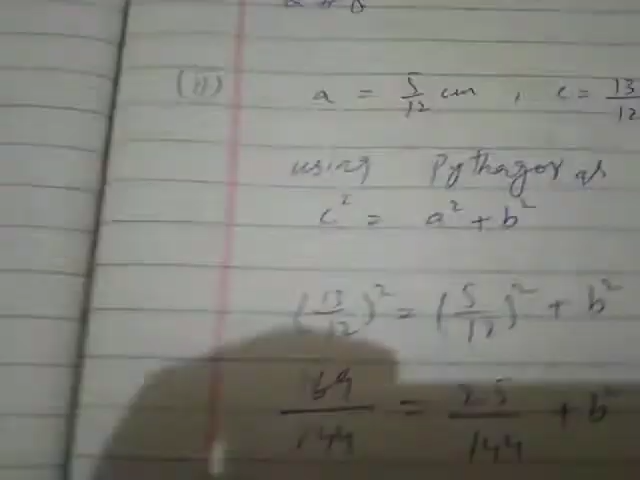 (ii) a = 5/12 cm , c = 13/12
using Pythagoras
c² = a² + b²
(13/12)² = (5/12)² + b²
169/144 = 25/144 + b²